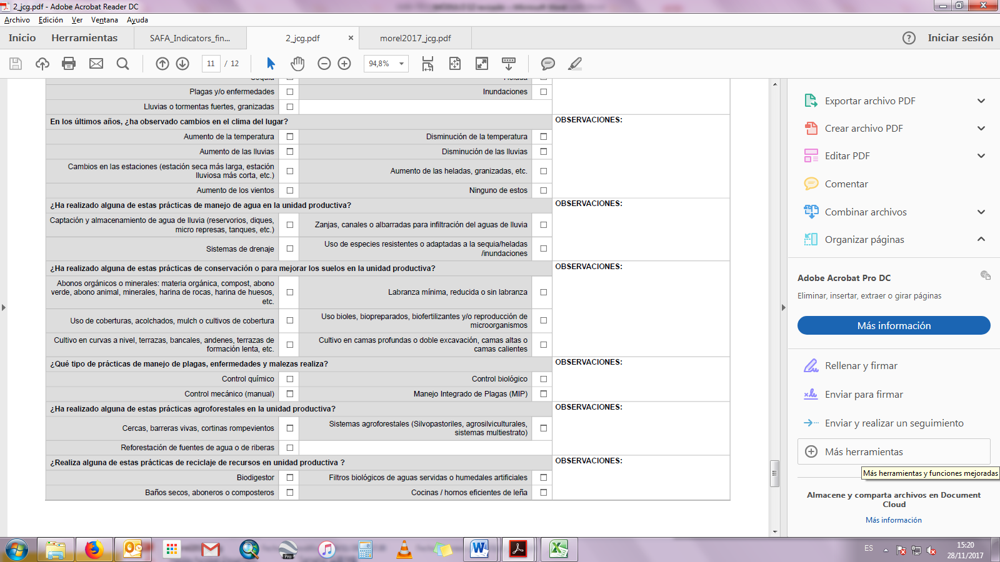 2_jcg.pdf - Adobe Acrobat Reader DC
Archivo Edición Ver Ventana Ayuda
Inicio Herramientas SAFA_Indicators_fin... 2_jcg.pdf × morel2017_jcg.pdf Iniciar sesión
11 / 12 94,8%
Sequía Helada
Plagas y/o enfermedades Inundaciones
Lluvias o tormentas fuertes, granizadas
En los últimos años, ¿ha observado cambios en el clima del lugar? OBSERVACIONES:
Aumento de la temperatura Disminución de la temperatura
Aumento de las lluvias Disminución de las lluvias
Cambios en las estaciones (estación seca más larga, estación
lluviosa más corta, etc.) Aumento de las heladas, granizadas, etc.
Aumento de los vientos Ninguno de estos
¿Ha realizado alguna de estas prácticas de manejo de agua en la unidad productiva? OBSERVACIONES:
Captación y almacenamiento de agua de lluvia (reservorios, diques,
micro represas, tanques, etc.) Zanjas, canales o albarradas para infiltración del aguas de lluvia
Sistemas de drenaje Uso de especies resistentes o adaptadas a la sequia/heladas
/inundaciones
¿Ha realizado alguna de estas prácticas de conservación o para mejorar los suelos en la unidad productiva? OBSERVACIONES:
Abonos orgánicos o minerales: materia orgánica, compost, abono
verde, abono animal, minerales, harina de rocas, harina de huesos,
etc. Labranza mínima, reducida o sin labranza
Uso de coberturas, acolchados, mulch o cultivos de cobertura Uso bioles, biopreparados, biofertilizantes y/o reproducción de
microorganismos
Cultivo en curvas a nivel, terrazas, bancales, andenes, terrazas de
formación lenta, etc. Cultivo en camas profundas o doble excavación, camas altas o
camas calientes
¿Qué tipo de prácticas de manejo de plagas, enfermedades y malezas realiza? OBSERVACIONES:
Control químico Control biológico
Control mecánico (manual) Manejo Integrado de Plagas (MIP)
¿Ha realizado alguna de estas prácticas agroforestales en la unidad productiva? OBSERVACIONES:
Cercas, barreras vivas, cortinas rompevientos Sistemas agroforestales (Silvopastoriles, agrosilviculturales,
sistemas multiestrato)
Reforestación de fuentes de agua o de riberas
¿Realiza alguna de estas prácticas de reciclaje de recursos en unidad productiva ? OBSERVACIONES:
Biodigestor Filtros biológicos de aguas servidas o humedales artificiales
Baños secos, aboneros o composteros Cocinas / hornos eficientes de leña
Exportar archivo PDF
Crear archivo PDF
Editar PDF
Comentar
Combinar archivos
Organizar páginas
Adobe Acrobat Pro DC
Eliminar, insertar, extraer o girar páginas
Más información
Rellenar y firmar
Enviar para firmar
Enviar y realizar un seguimiento
Más herramientas
Más herramientas y funciones mejoradas
Almacene y comparta archivos en Document
Cloud
Más información
ES 15:20
28/11/2017